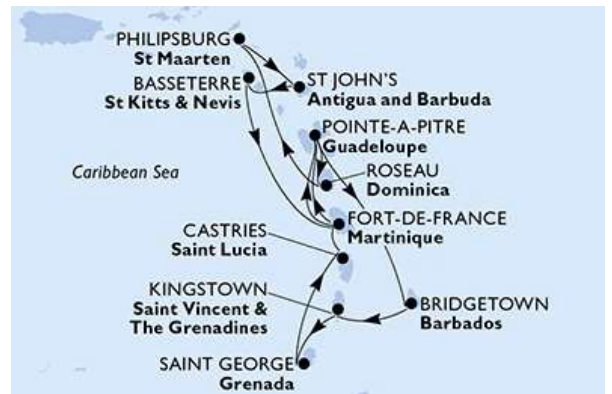 PHILIPSBURG
St Maarten
BASSETERRE
St Kitts & Nevis
ST JOHN'S
Antigua and Barbuda
POINTE-A-PITRE
Guadeloupe
Caribbean Sea
ROSEAU
Dominica
FORT-DE-FRANCE
Martinique
CASTRIES
Saint Lucia
KINGSTOWN
Saint Vincent &
The Grenadines
BRIDGETOWN
Barbados
SAINT GEORGE
Grenada